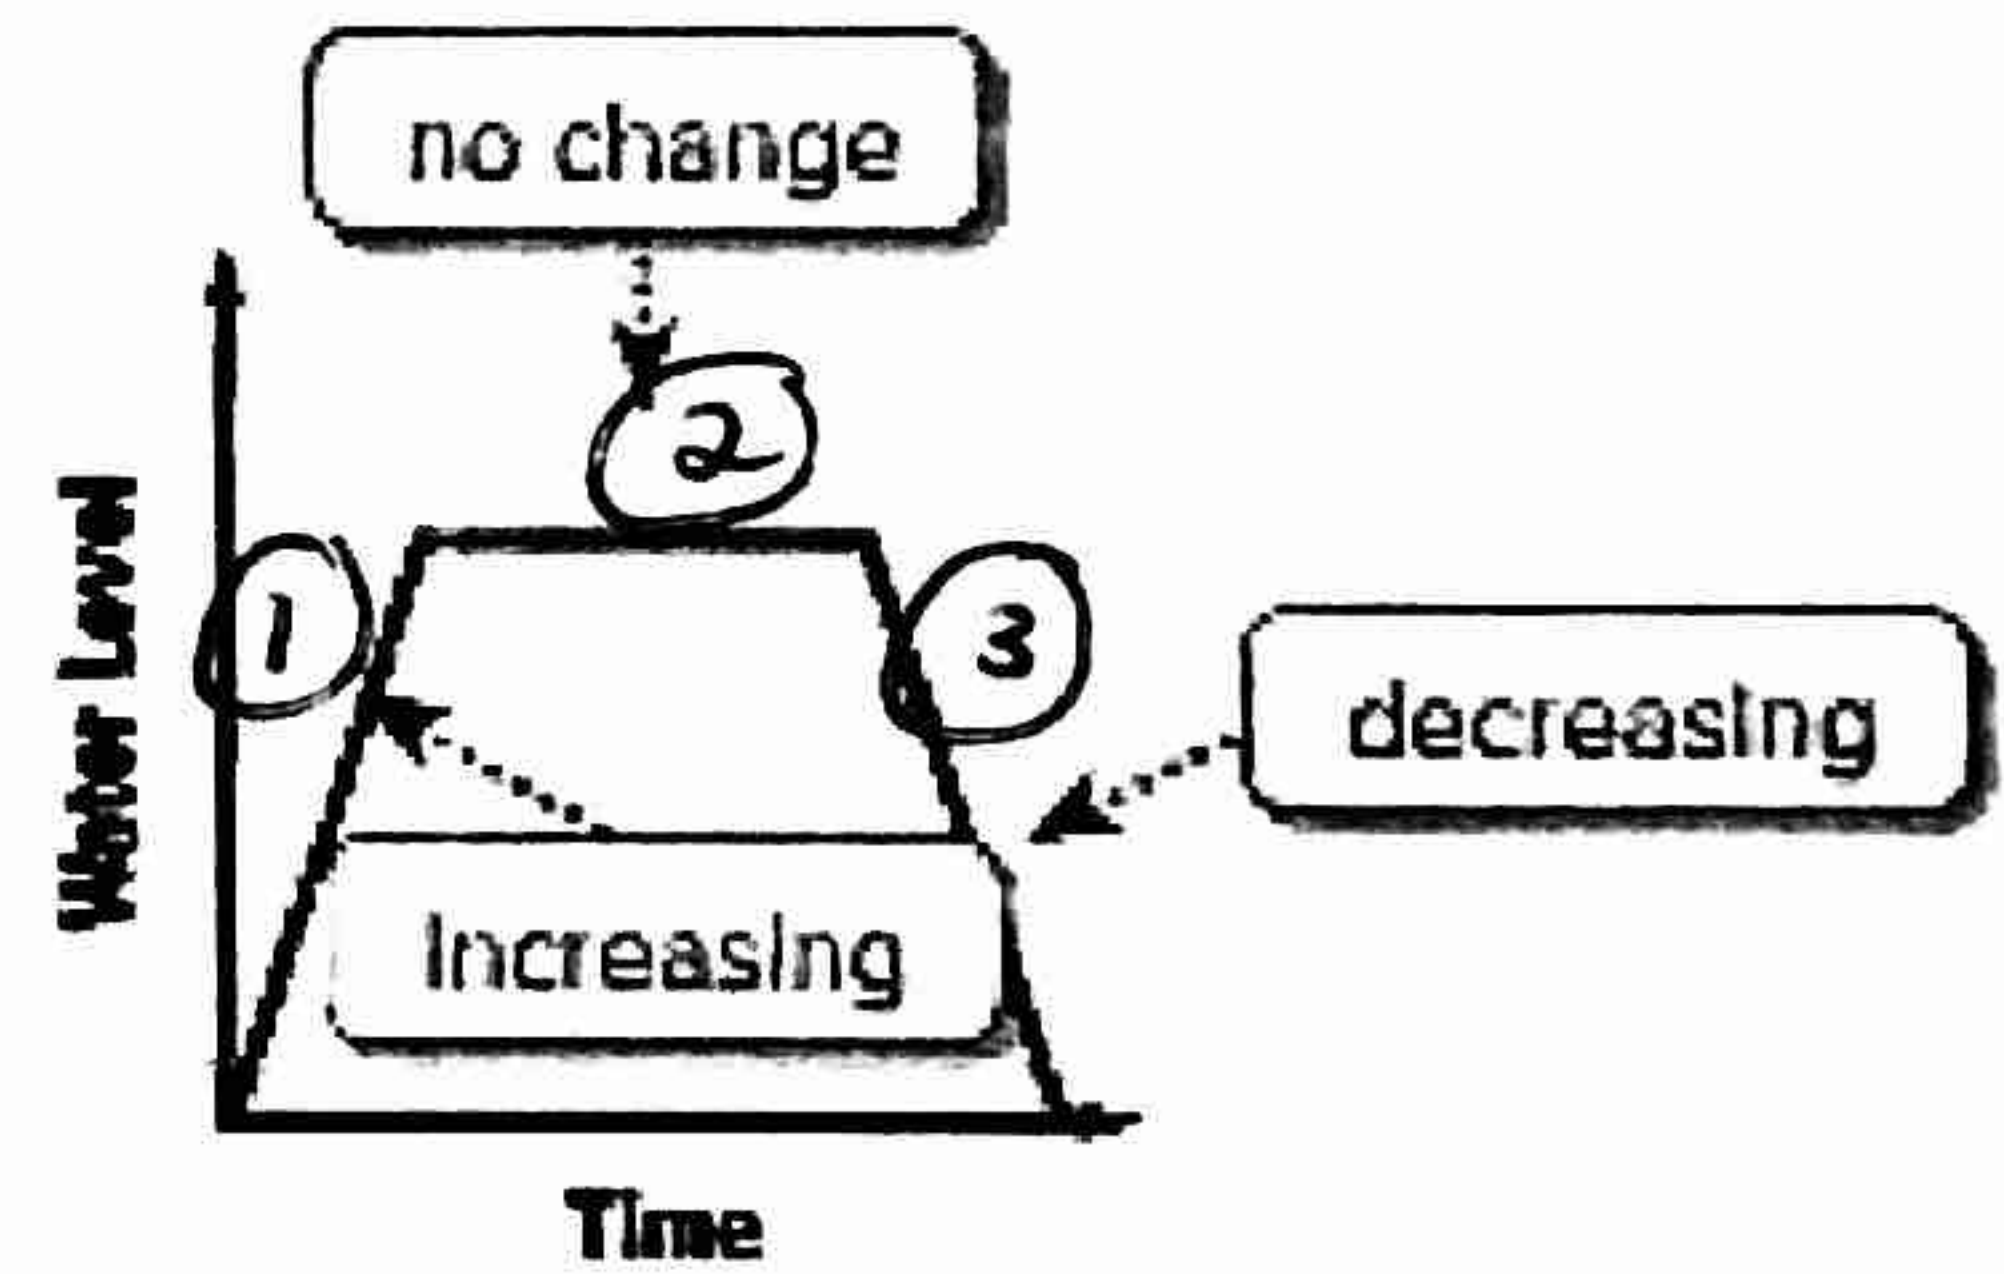 no change
2
1
3
Water Level
decreasing
increasing
Time